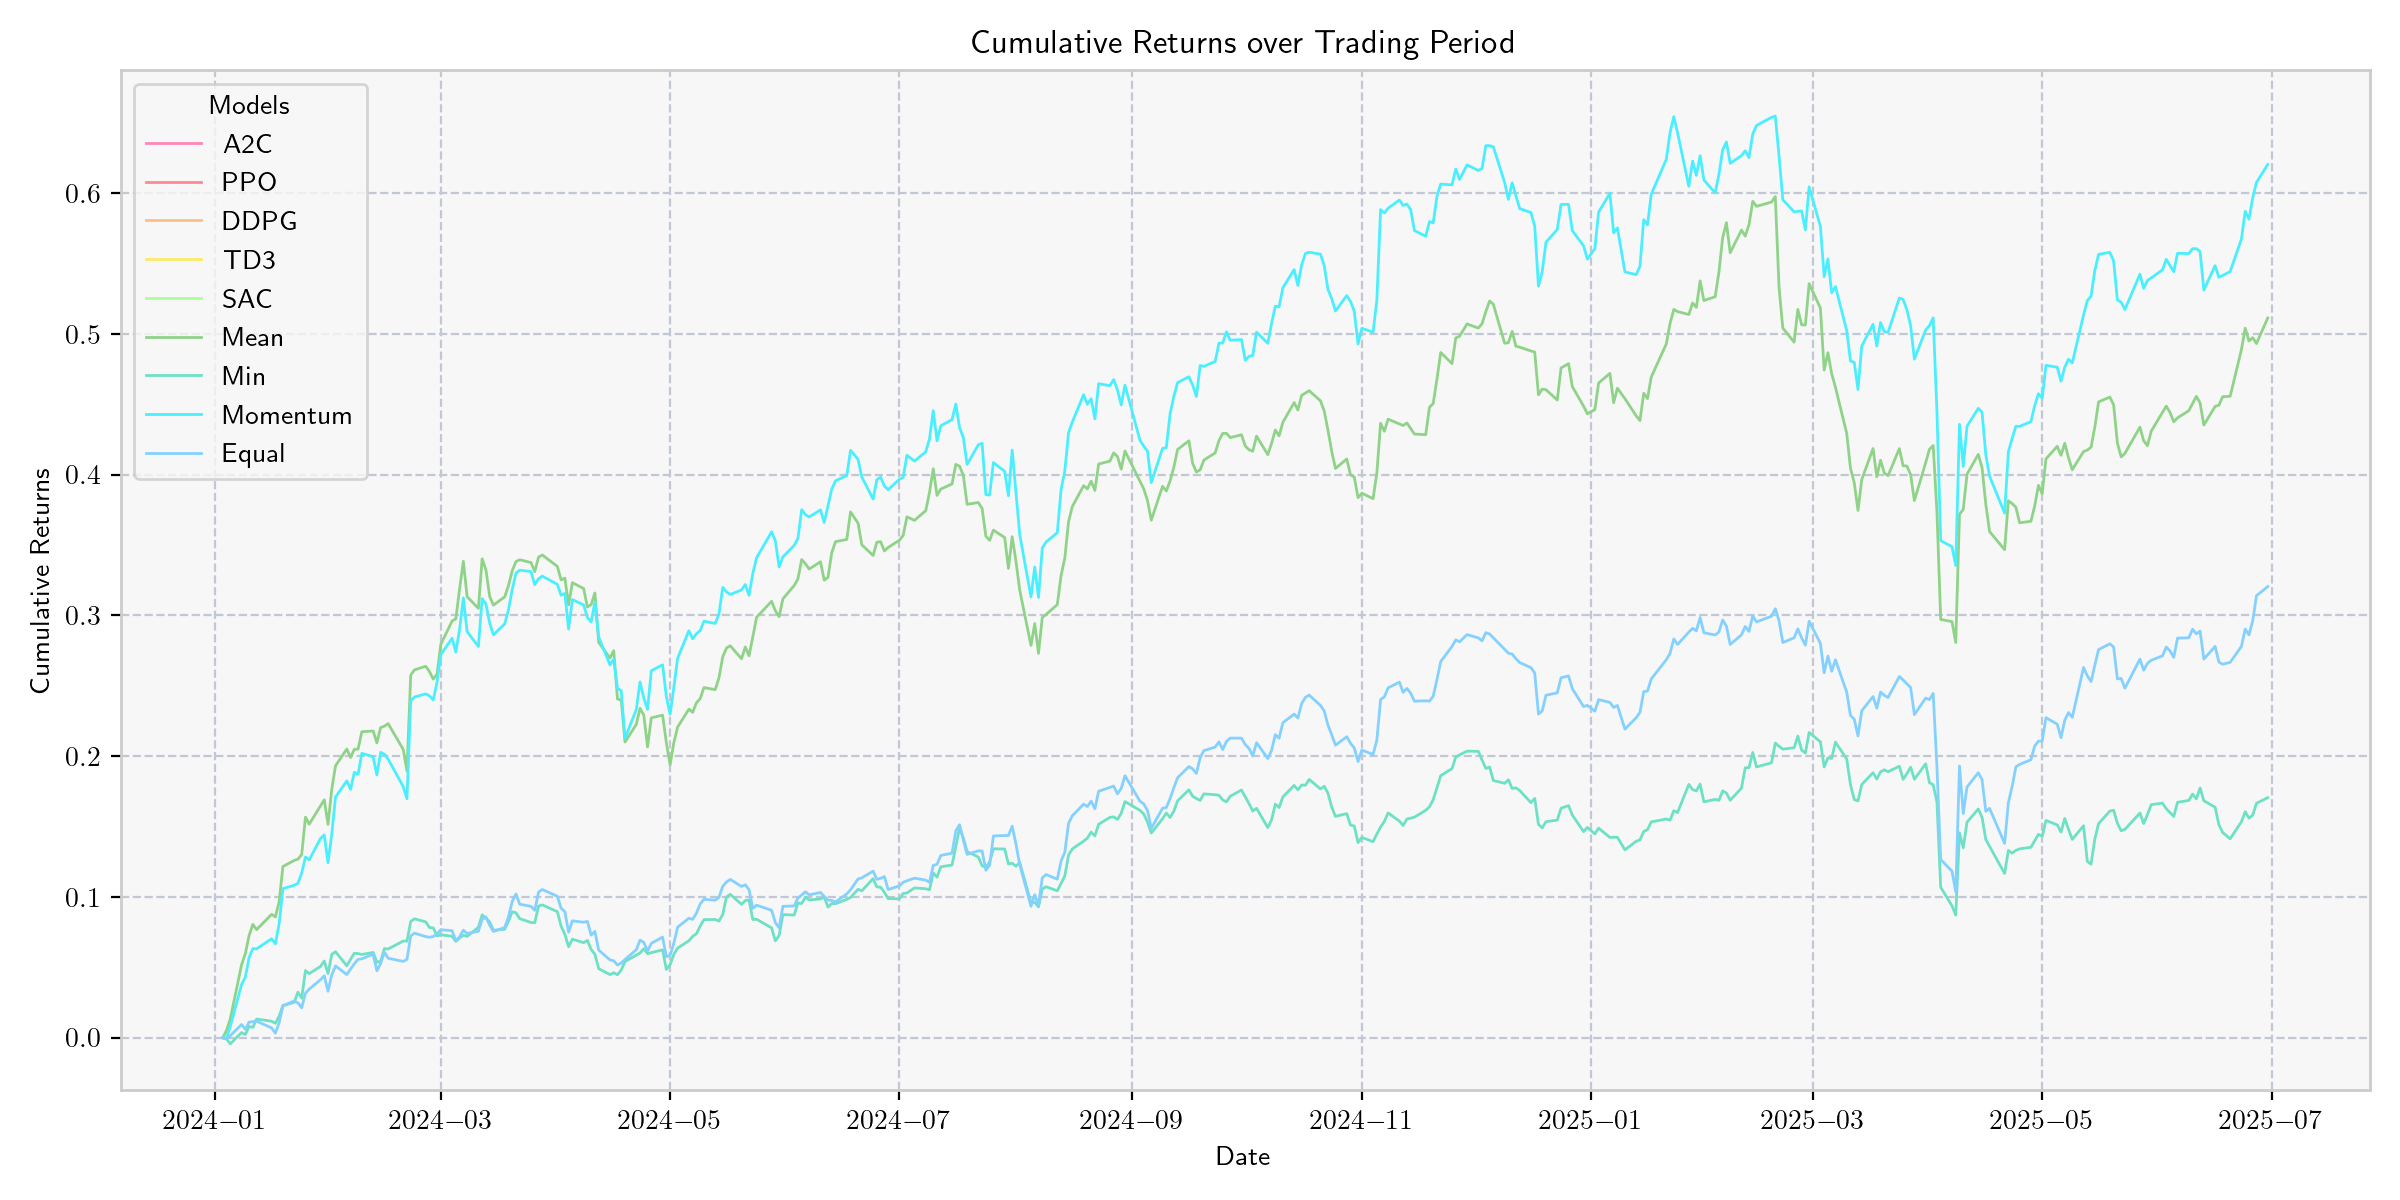 Cumulative Returns over Trading Period
Models
A2C
PPO
DDPG
TD3
SAC
Mean
Min
Momentum
Equal
Cumulative Returns
0.6
0.5
0.4
0.3
0.2
0.1
0.0
2024−01
2024−03
2024−05
2024−07
2024−09
2024−11
2025−01
2025−03
2025−05
2025−07
Date